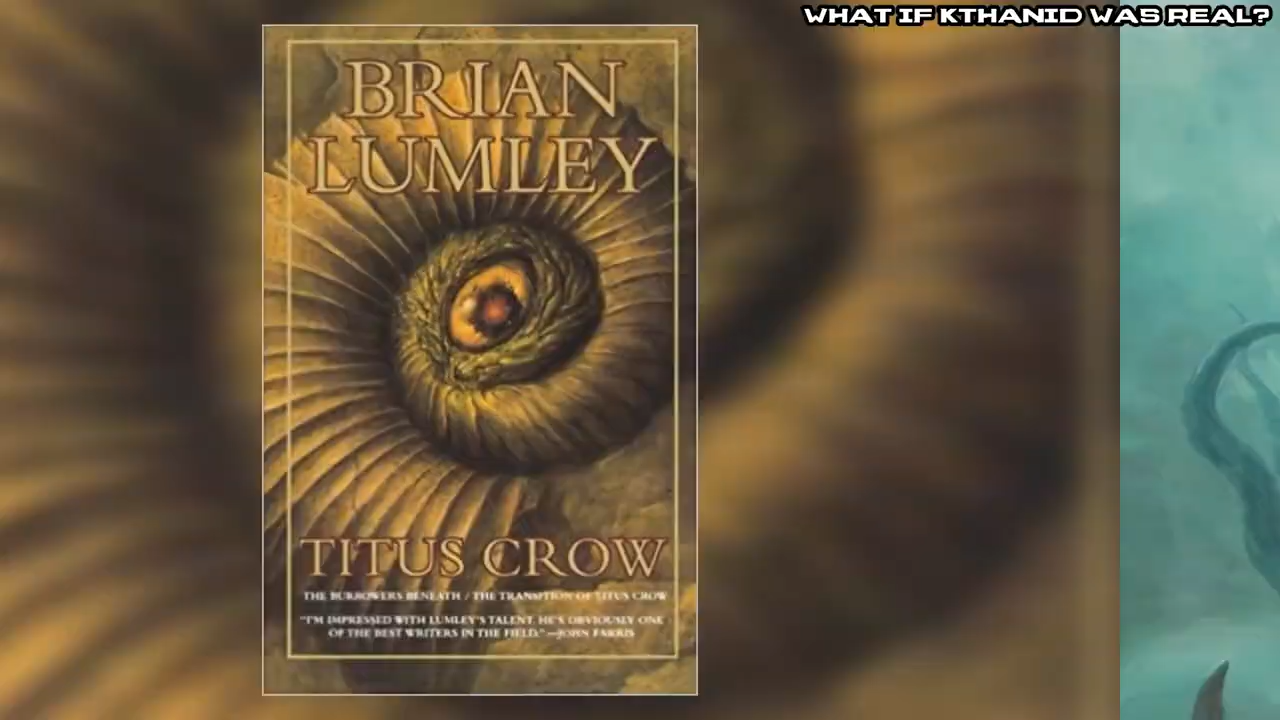 WHAT IF KTHANID WAS REAL?
BRIAN
LUMLEY
TITUS CROW
THE BURROWERS BENEATH / THE TRANSITION OF TITUS CROW
"I'M IMPRESSED WITH LUMLEY'S TALENT. HE'S OBVIOUSLY ONE
OF THE BEST WRITERS IN THE FIELD." —JOHN FARRIS